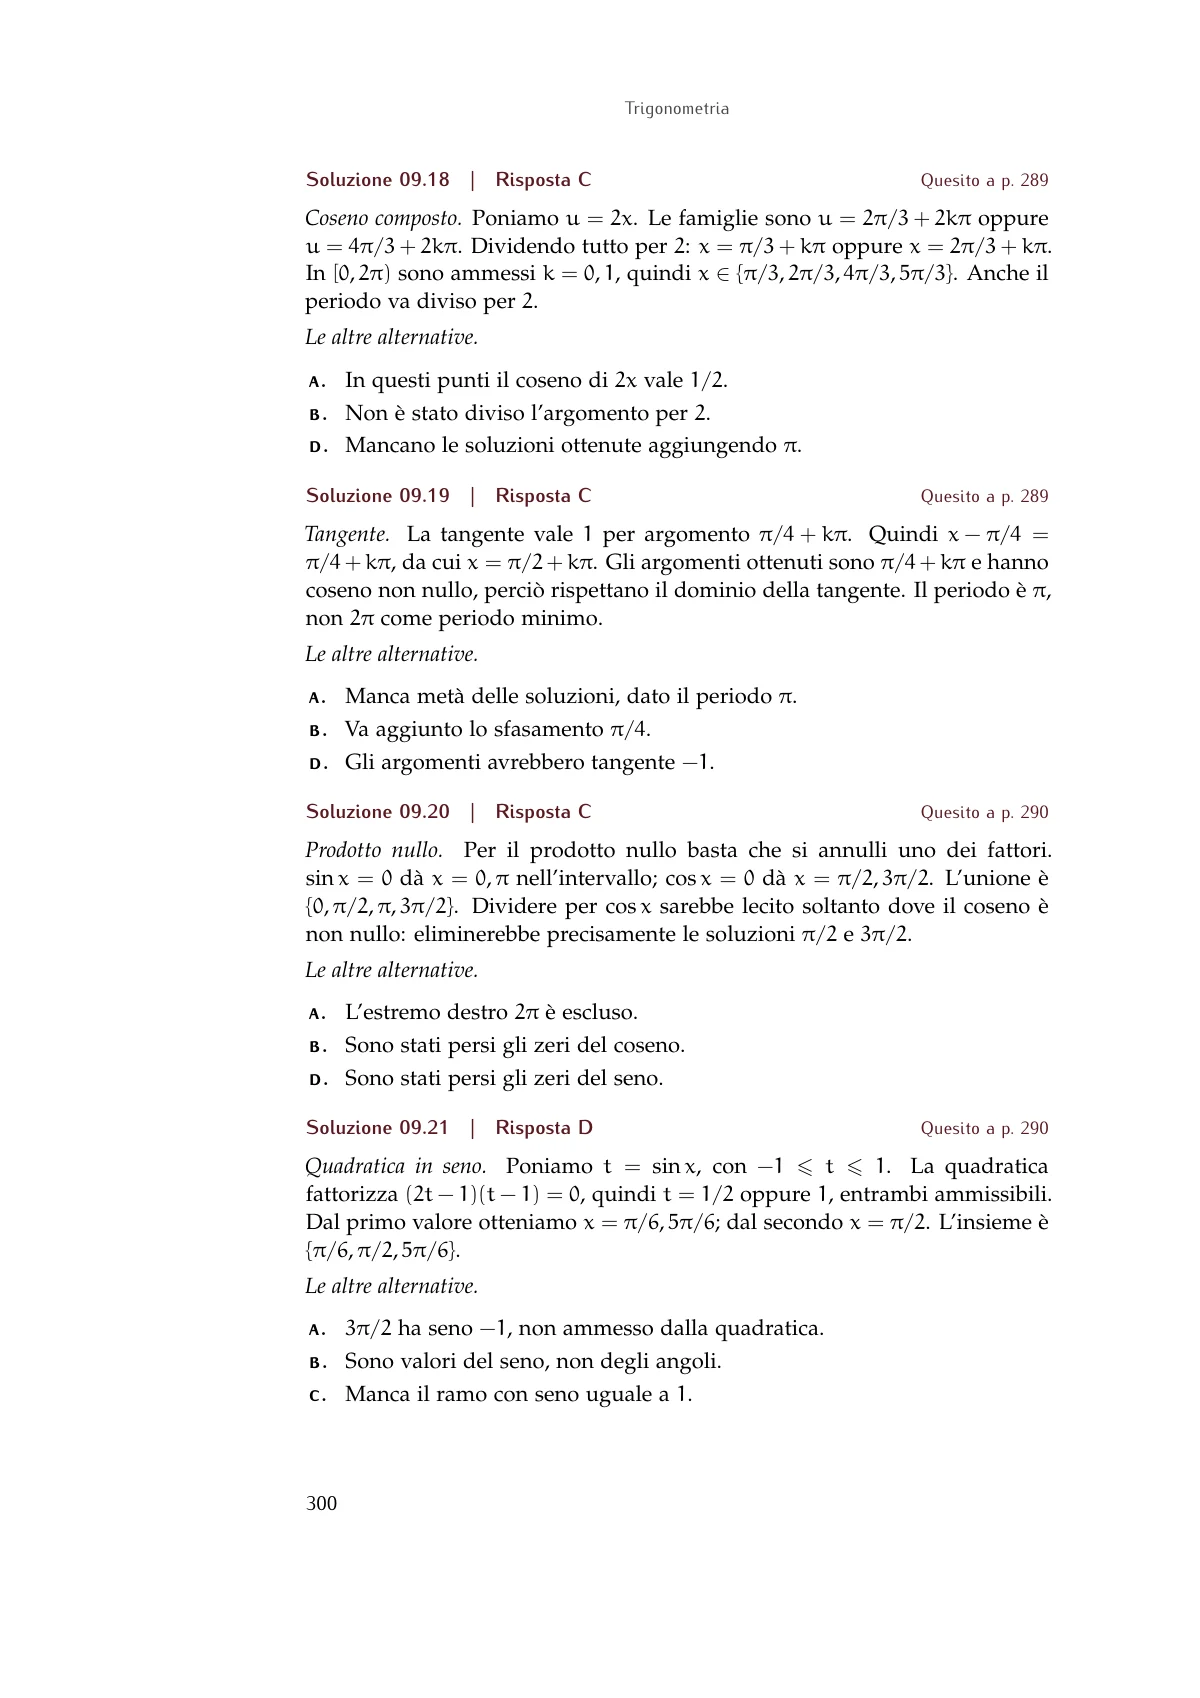 Trigonometria
Soluzione 09.18 | Risposta C Quesito a p. 289
Coseno composto. Poniamo u = 2x. Le famiglie sono u = 2π/3 + 2kπ oppure
u = 4π/3 + 2kπ. Dividendo tutto per 2: x = π/3 + kπ oppure x = 2π/3 + kπ.
In [0, 2π) sono ammessi k = 0, 1, quindi x ∈ {π/3, 2π/3, 4π/3, 5π/3}. Anche il
periodo va diviso per 2.
Le altre alternative.
A. In questi punti il coseno di 2x vale 1/2.
B. Non è stato diviso l'argomento per 2.
D. Mancano le soluzioni ottenute aggiungendo π.
Soluzione 09.19 | Risposta C Quesito a p. 289
Tangente. La tangente vale 1 per argomento π/4 + kπ. Quindi x − π/4 =
π/4 + kπ, da cui x = π/2 + kπ. Gli argomenti ottenuti sono π/4 + kπ e hanno
coseno non nullo, perciò rispettano il dominio della tangente. Il periodo è π,
non 2π come periodo minimo.
Le altre alternative.
A. Manca metà delle soluzioni, dato il periodo π.
B. Va aggiunto lo sfasamento π/4.
D. Gli argomenti avrebbero tangente −1.
Soluzione 09.20 | Risposta C Quesito a p. 290
Prodotto nullo. Per il prodotto nullo basta che si annulli uno dei fattori.
sin x = 0 dà x = 0, π nell'intervallo; cos x = 0 dà x = π/2, 3π/2. L'unione è
{0, π/2, π, 3π/2}. Dividere per cos x sarebbe lecito soltanto dove il coseno è
non nullo: eliminerebbe precisamente le soluzioni π/2 e 3π/2.
Le altre alternative.
A. L'estremo destro 2π è escluso.
B. Sono stati persi gli zeri del coseno.
D. Sono stati persi gli zeri del seno.
Soluzione 09.21 | Risposta D Quesito a p. 290
Quadratica in seno. Poniamo t = sin x, con −1 ⩽ t ⩽ 1. La quadratica
fattorizza (2t − 1)(t − 1) = 0, quindi t = 1/2 oppure 1, entrambi ammissibili.
Dal primo valore otteniamo x = π/6, 5π/6; dal secondo x = π/2. L'insieme è
{π/6, π/2, 5π/6}.
Le altre alternative.
A. 3π/2 ha seno −1, non ammesso dalla quadratica.
B. Sono valori del seno, non degli angoli.
C. Manca il ramo con seno uguale a 1.
300